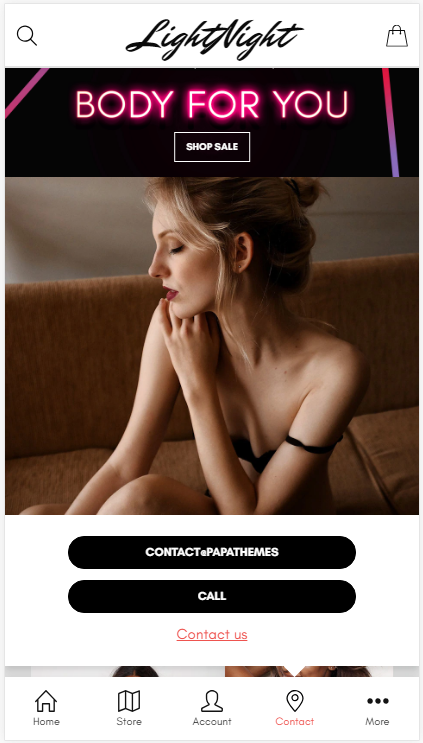 LightNight
BODY FOR YOU
SHOP SALE
CONTACT@PAPATHEMES
CALL
Contact us
Home
Store
Account
Contact
More